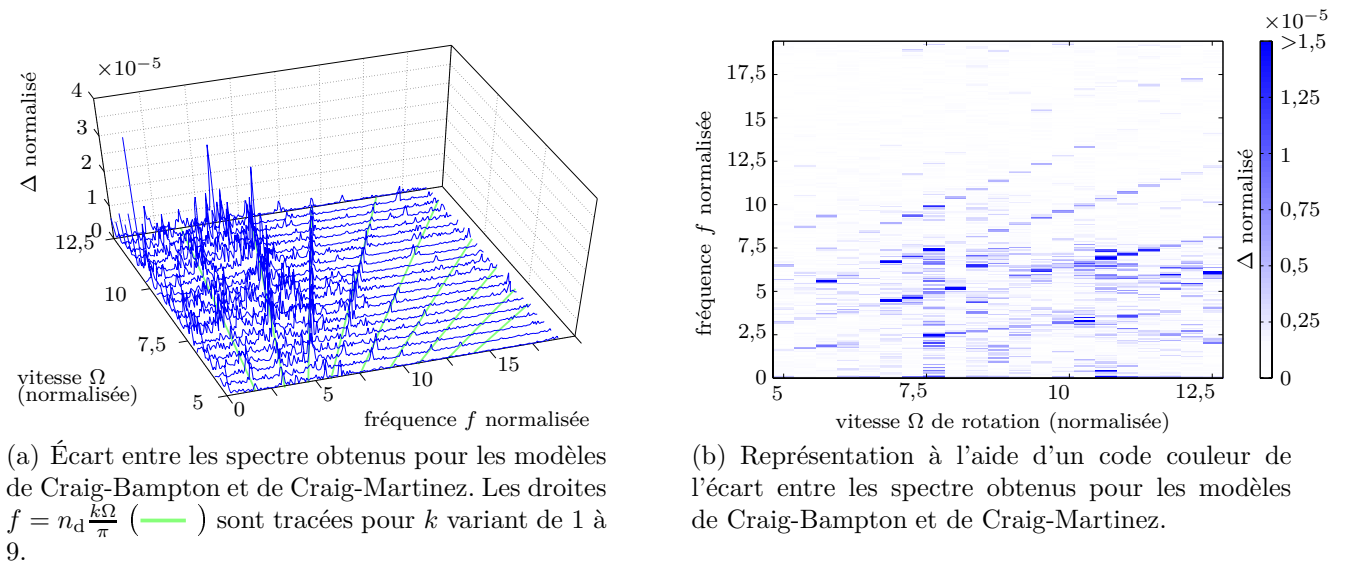 ×10⁻⁵
4
3
2
1
0
Δ normalisé
12,5
10
7,5
5
vitesse Ω
(normalisée)
0
5
10
15
fréquence f normalisée
(a) Écart entre les spectre obtenus pour les modèles
de Craig-Bampton et de Craig-Martinez. Les droites
f = n_d kΩ/π ( ) sont tracées pour k variant de 1 à
9.
17,5
15
12,5
10
7,5
5
2,5
0
fréquence f normalisée
5
7,5
10
12,5
vitesse Ω de rotation (normalisée)
×10⁻⁵
>1,5
1,25
1
0,75
0,5
0,25
0
Δ normalisé
(b) Représentation à l'aide d'un code couleur de
l'écart entre les spectre obtenus pour les modèles
de Craig-Bampton et de Craig-Martinez.